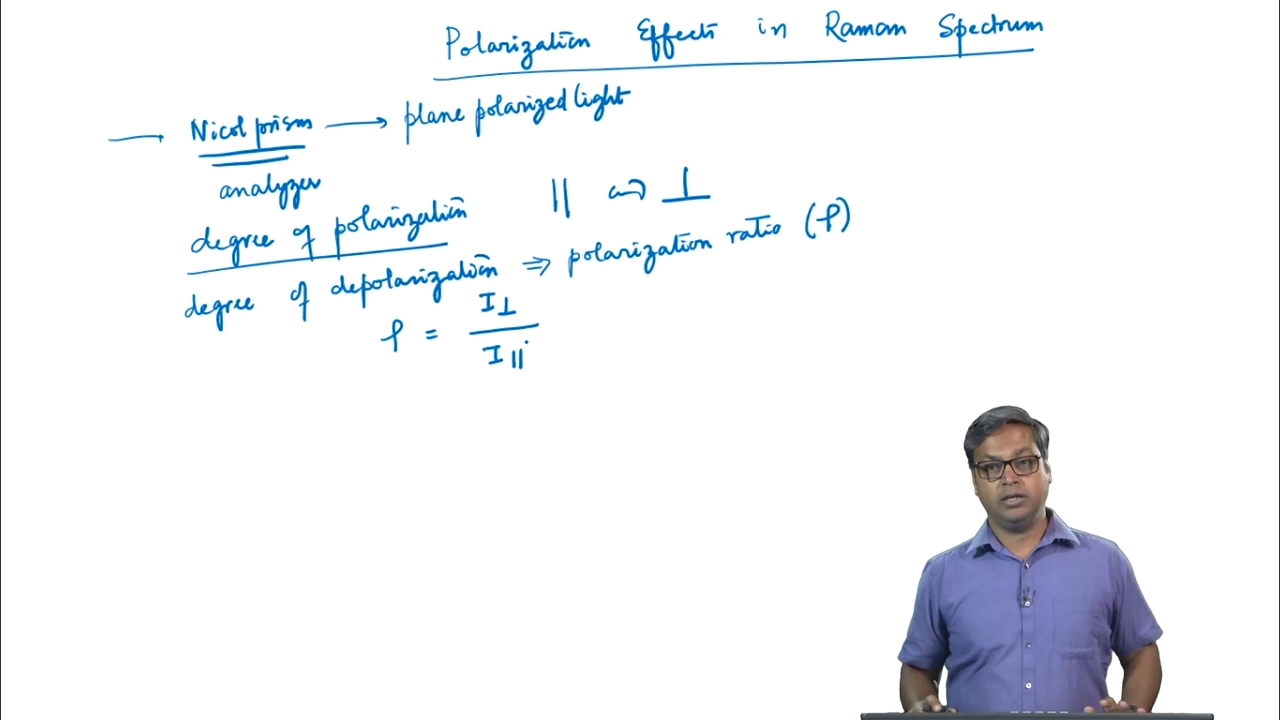 Polarization Effects in Raman Spectrum
→ Nicol prism → plane polarized light
analyzer
degree of polarization || and ⊥
degree of depolarization ⇒ polarization ratio (ρ)
ρ = I⊥ / I||